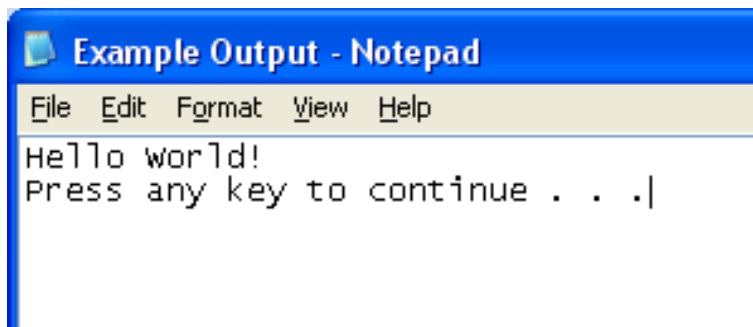 Example Output - Notepad
File Edit Format View Help
Hello World!
Press any key to continue . . .